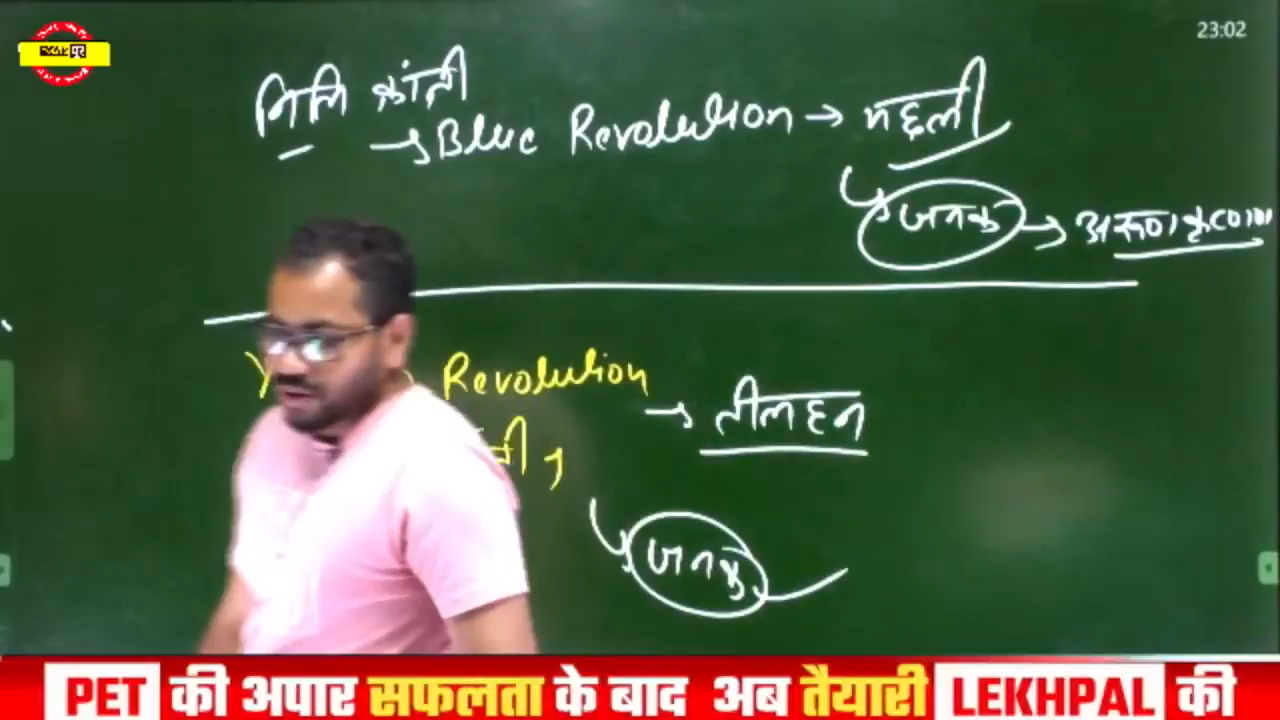 23:02
निलि क्रांती
→ Blue Revolution → मछली
जनक → अरूण कृष्णन
Revolution → तीलहन
जनक
PET की अपार सफलता के बाद अब तैयारी LEKHPAL की